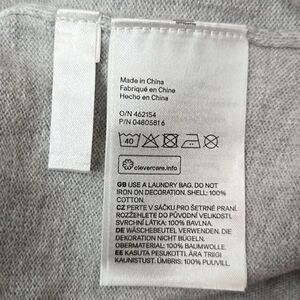 Made in China
Fabriqué en Chine
Hecho en China
O/N 462154
P/N 04805816
40
clevercare.info
GB USE A LAUNDRY BAG. DO NOT
IRON ON DECORATION. SHELL: 100%
COTTON.
CZ PERTE V SÁČKU PRO ŠETRNÉ PRANÍ.
ROZEHLETE DO PŮVODNÍ VELIKOSTI.
SVRCHNÍ LÁTKA: 100% BAVLNA.
DE WÄSCHEBEUTEL VERWENDEN. DIE
DEKORATION NICHT BÜGELN.
OBERMATERIAL: 100% BAUMWOLLE.
EE KASUTA PESUKOTTI. ÄRA TRIIGI
KAUNISTUST. ÜMBRIS: 100% PUUVILL.